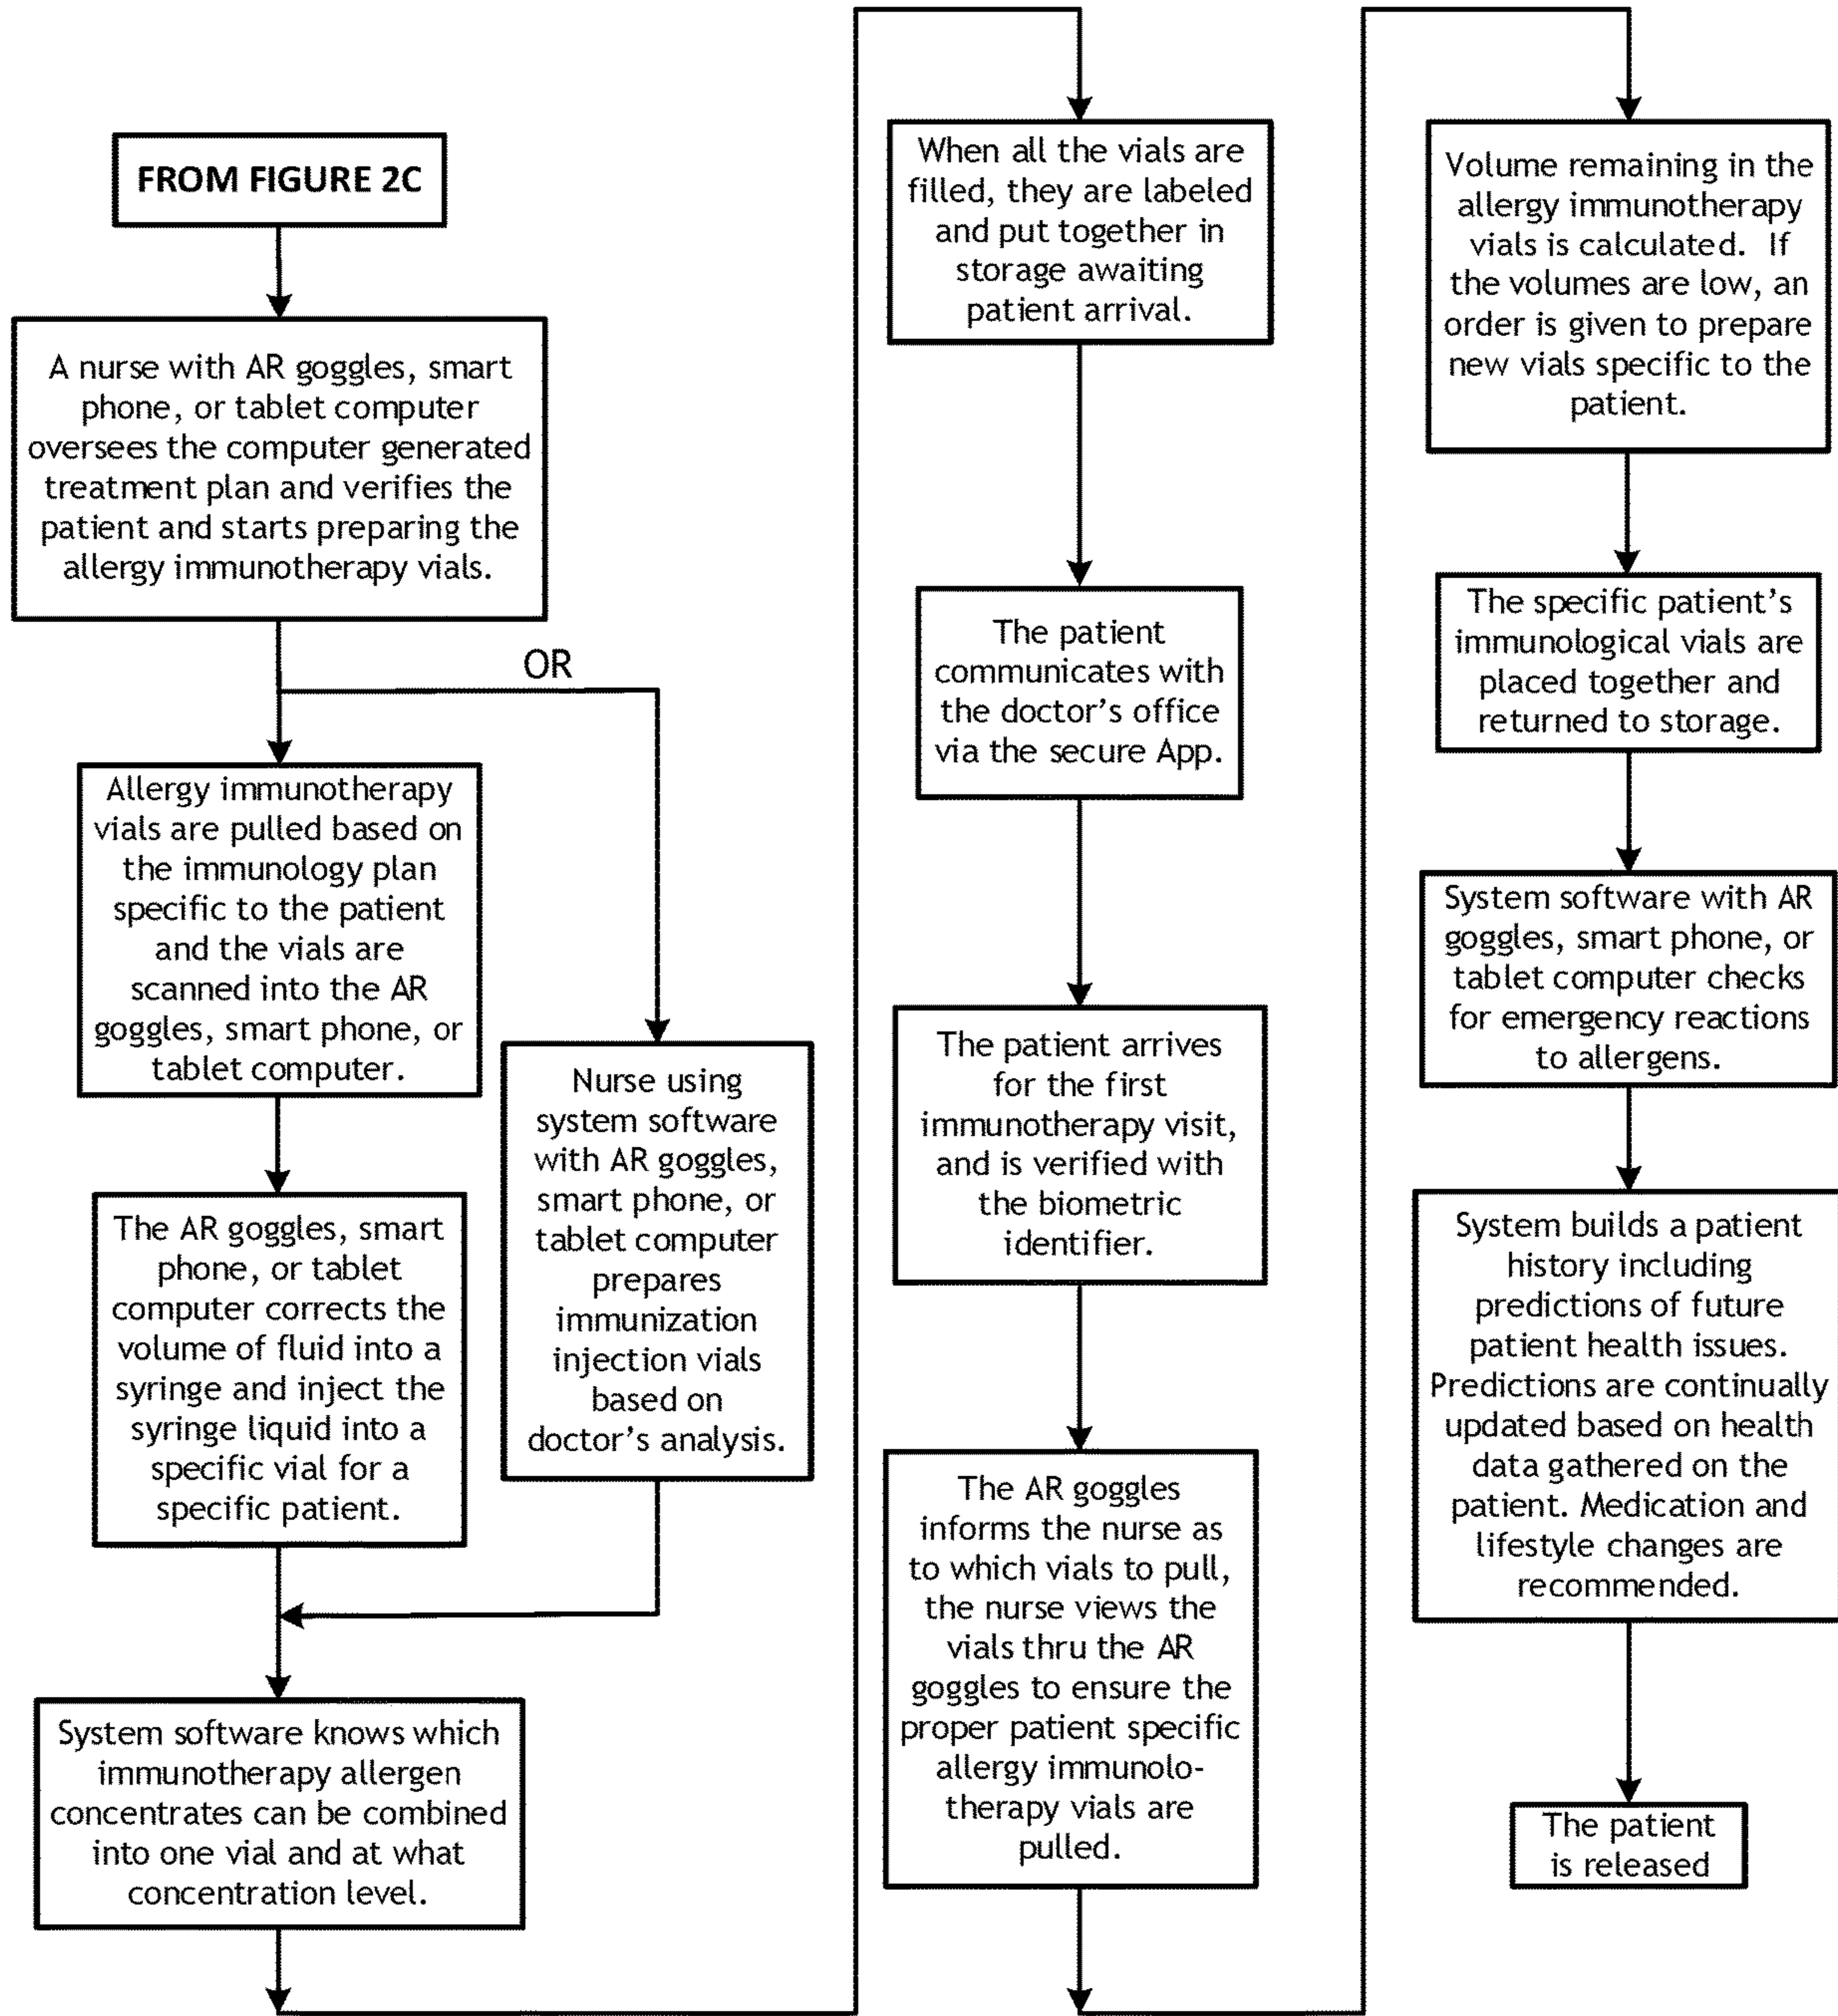 FROM FIGURE 2C
A nurse with AR goggles, smart
phone, or tablet computer
oversees the computer generated
treatment plan and verifies the
patient and starts preparing the
allergy immunotherapy vials.
OR
Allergy immunotherapy
vials are pulled based on
the immunology plan
specific to the patient
and the vials are
scanned into the AR
goggles, smart phone, or
tablet computer.
The AR goggles, smart
phone, or tablet
computer corrects the
volume of fluid into a
syringe and inject the
syringe liquid into a
specific vial for a
specific patient.
Nurse using
system software
with AR goggles,
smart phone, or
tablet computer
prepares
immunization
injection vials
based on
doctor's analysis.
System software knows which
immunotherapy allergen
concentrates can be combined
into one vial and at what
concentration level.
When all the vials are
filled, they are labeled
and put together in
storage awaiting
patient arrival.
The patient
communicates with
the doctor's office
via the secure App.
The patient arrives
for the first
immunotherapy visit,
and is verified with
the biometric
identifier.
The AR goggles
informs the nurse as
to which vials to pull,
the nurse views the
vials thru the AR
goggles to ensure the
proper patient specific
allergy immunolo-
therapy vials are
pulled.
Volume remaining in the
allergy immunotherapy
vials is calculated.  If
the volumes are low, an
order is given to prepare
new vials specific to the
patient.
The specific patient's
immunological vials are
placed together and
returned to storage.
System software with AR
goggles, smart phone, or
tablet computer checks
for emergency reactions
to allergens.
System builds a patient
history including
predictions of future
patient health issues.
Predictions are continually
updated based on health
data gathered on the
patient. Medication and
lifestyle changes are
recommended.
The patient
is released